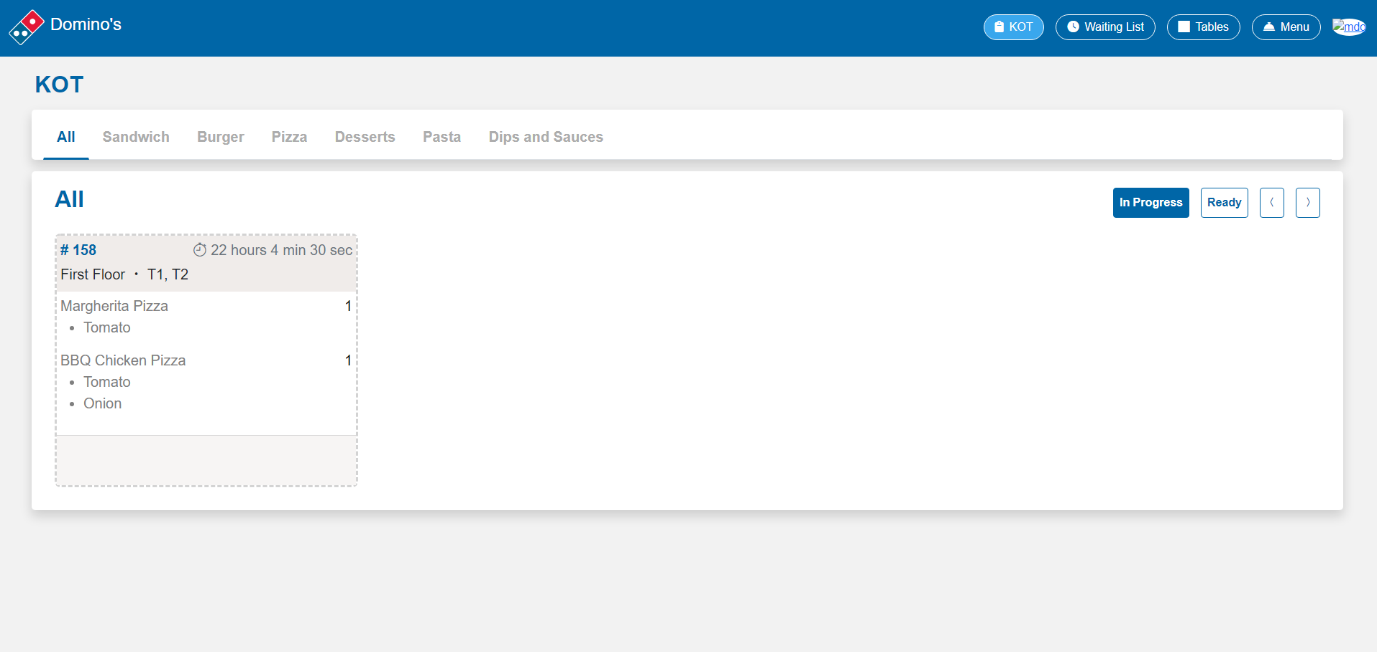 Domino's
KOT
Waiting List
Tables
Menu
mdo
KOT
All
Sandwich
Burger
Pizza
Desserts
Pasta
Dips and Sauces
All
In Progress
Ready
# 158
22 hours 4 min 30 sec
First Floor · T1, T2
Margherita Pizza 1
• Tomato
BBQ Chicken Pizza 1
• Tomato
• Onion